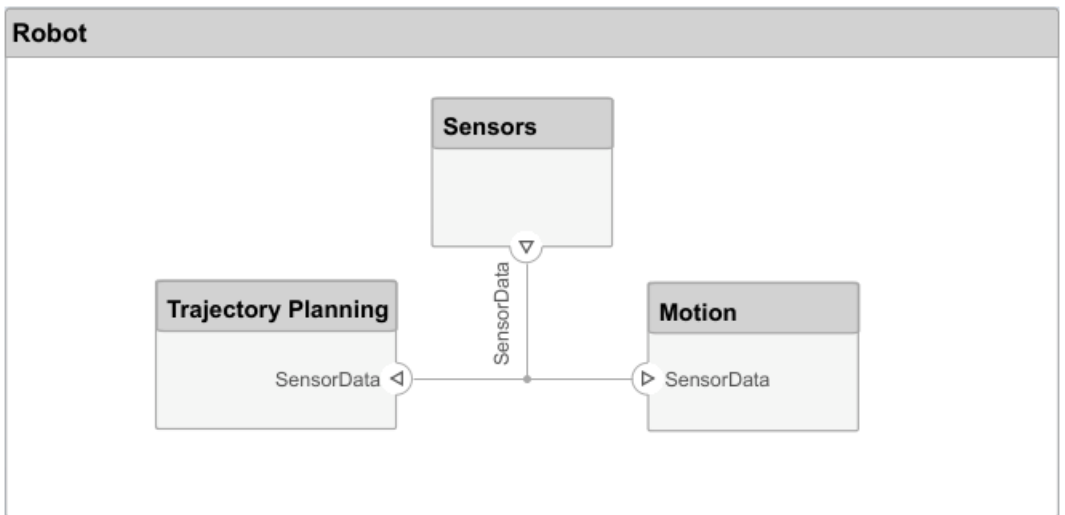 Robot
Sensors
SensorData
Trajectory Planning
SensorData
Motion
SensorData